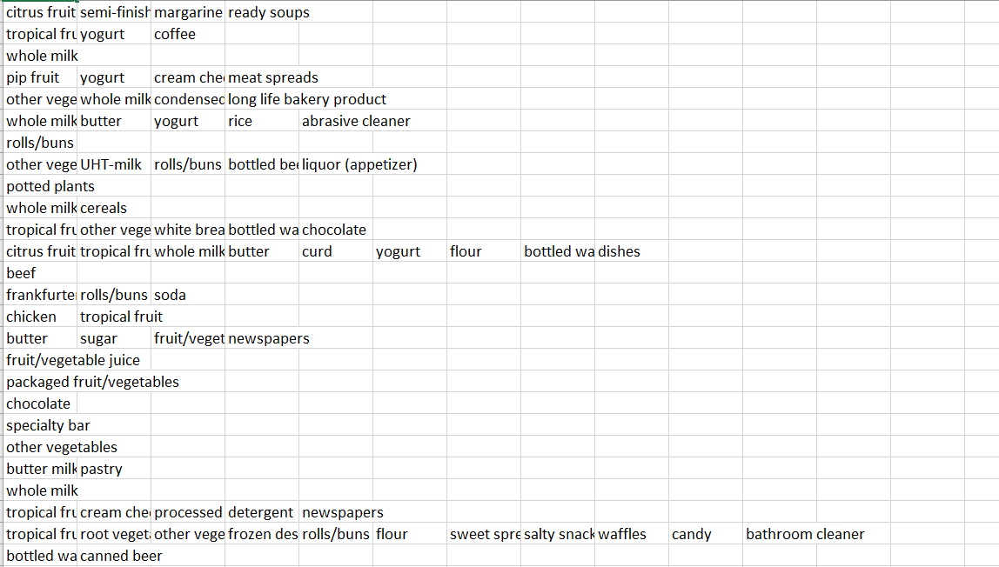 citrus fruit semi-finish margarine ready soups
tropical fru yogurt coffee
whole milk
pip fruit yogurt cream chee meat spreads
other vege whole milk condensed long life bakery product
whole milk butter yogurt rice abrasive cleaner
rolls/buns
other vege UHT-milk rolls/buns bottled bee liquor (appetizer)
potted plants
whole milk cereals
tropical fru other vege white brea bottled wa chocolate
citrus fruit tropical fru whole milk butter curd yogurt flour bottled wa dishes
beef
frankfurter rolls/buns soda
chicken tropical fruit
butter sugar fruit/veget newspapers
fruit/vegetable juice
packaged fruit/vegetables
chocolate
specialty bar
other vegetables
butter milk pastry
whole milk
tropical fru cream chee processed detergent newspapers
tropical fru root vegeta other vege frozen des rolls/buns flour sweet spre salty snack waffles candy bathroom cleaner
bottled wa canned beer